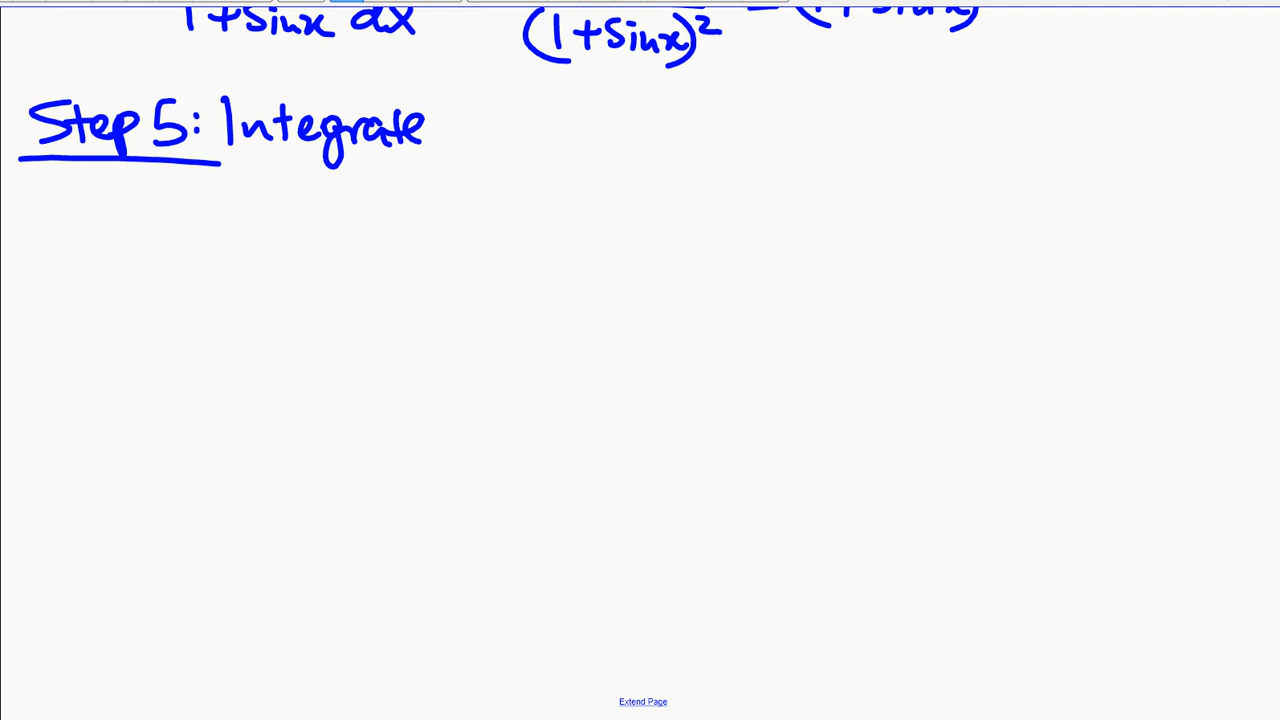 1+Sinx dx (1+Sinx)²
Step 5: Integrate
Extend Page